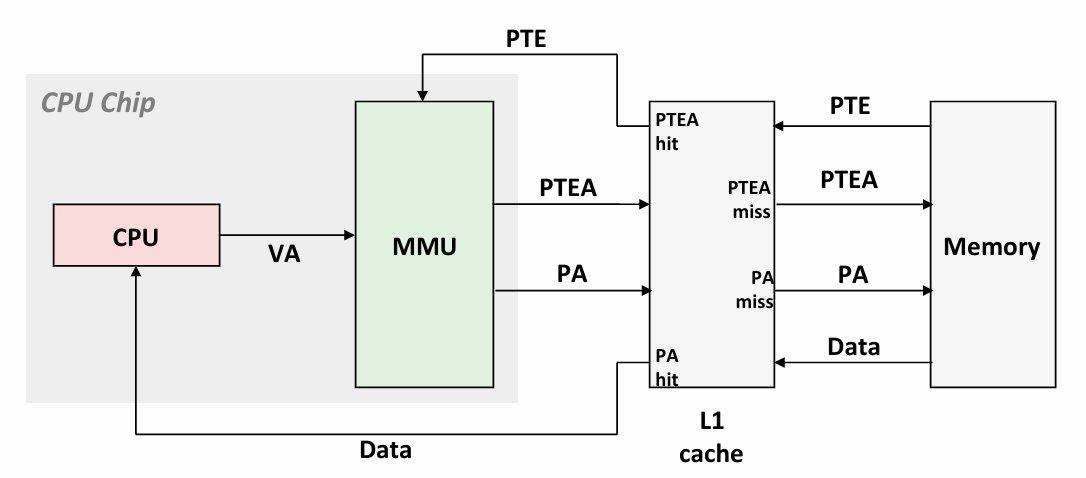 PTE
CPU Chip
PTEA
hit
PTE
PTEA
PTEA
miss
PTEA
CPU
VA
MMU
Memory
PA
PA
miss
PA
PA
hit
Data
Data
L1
cache